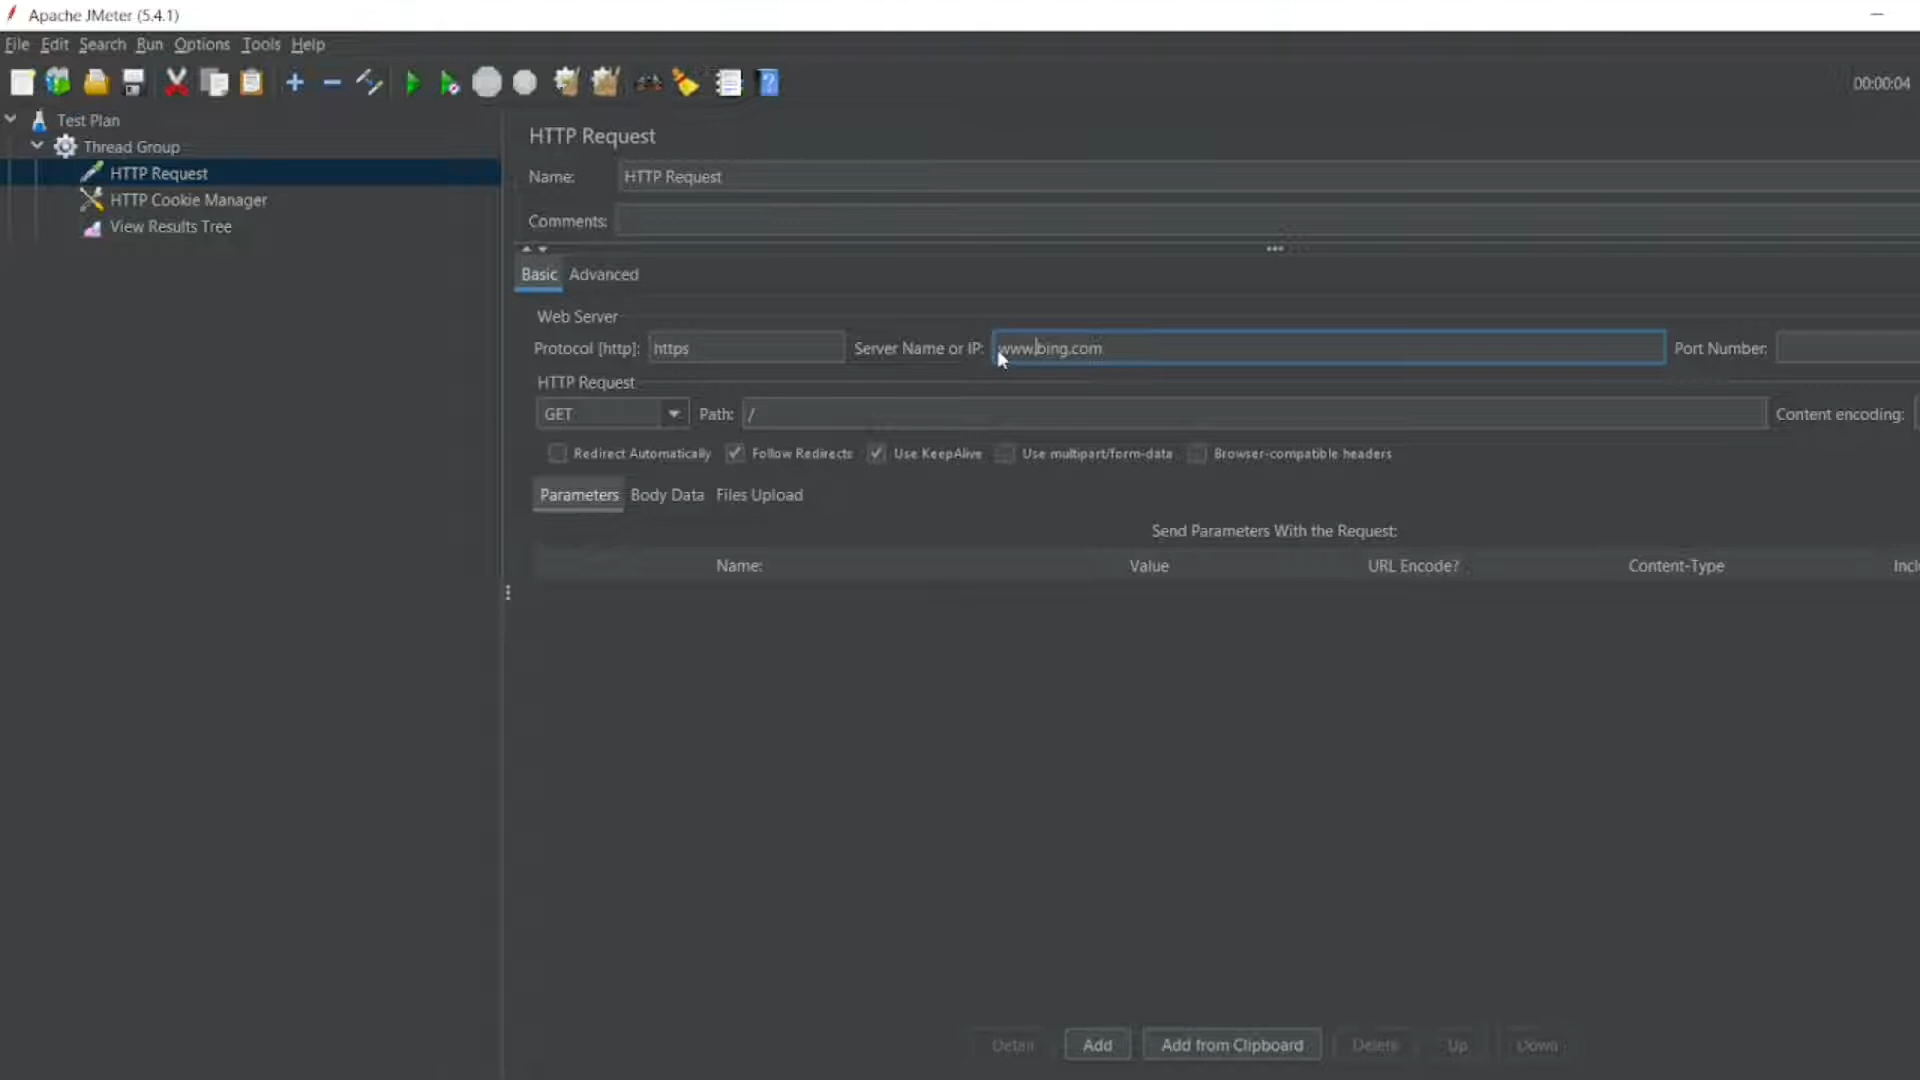 Apache JMeter (5.4.1)
File Edit Search Run Options Tools Help
00:00:04
Test Plan
Thread Group
HTTP Request
HTTP Cookie Manager
View Results Tree
HTTP Request
Name: HTTP Request
Comments:
Basic Advanced
Web Server
Protocol [http]: https Server Name or IP: www.bing.com Port Number:
HTTP Request
GET Path: / Content encoding:
Redirect Automatically Follow Redirects Use KeepAlive Use multipart/form-data Browser-compatible headers
Parameters Body Data Files Upload
Send Parameters With the Request:
Name: Value URL Encode? Content-Type Incl
Detail Add Add from Clipboard Delete Up Down